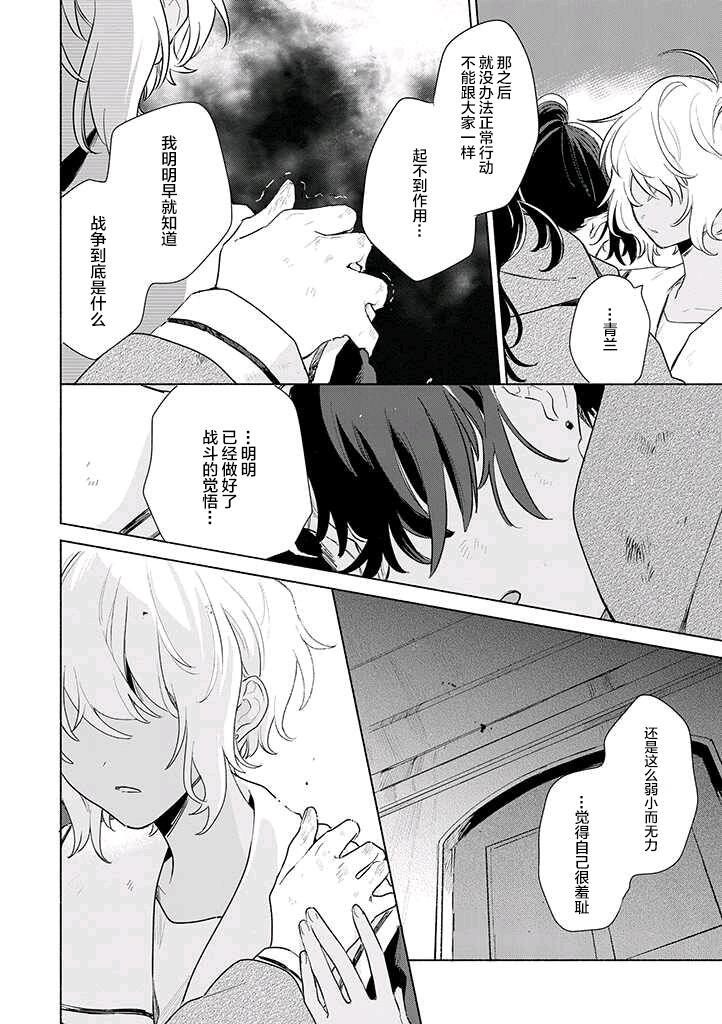 那之后
就没办法正常行动
不能跟大家一样
起不到作用…
…青兰
我明明早就知道
战争到底是什么
…明明
已经做好了
战斗的觉悟…
还是这么弱小而无力
…觉得自己很羞耻